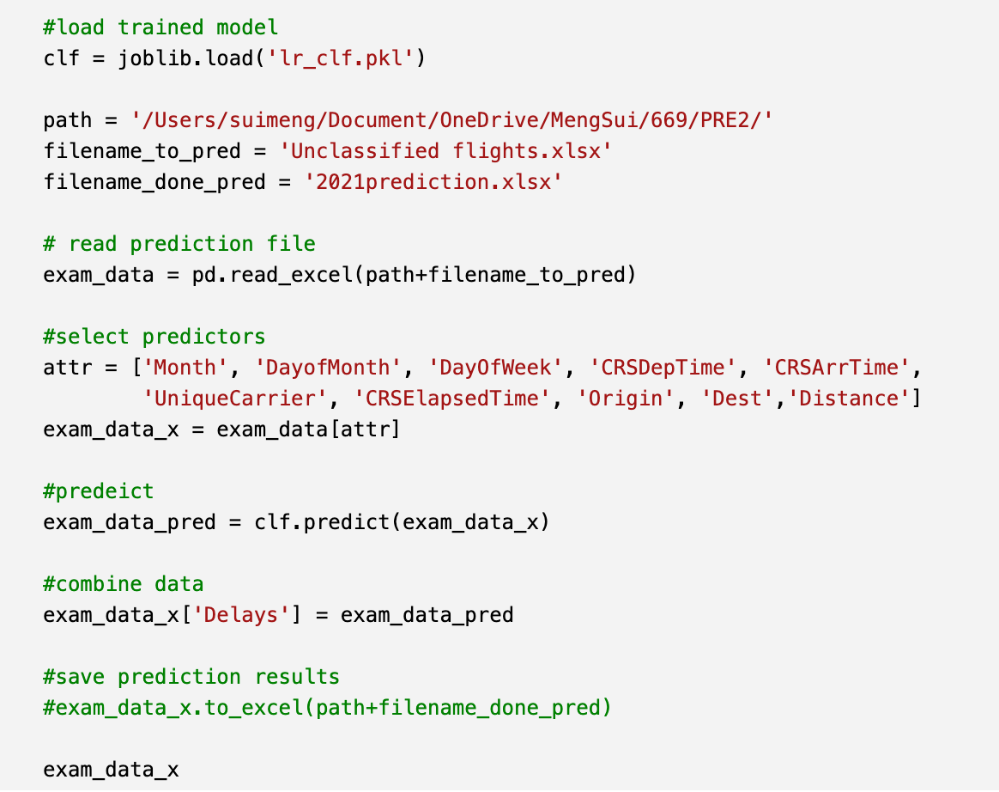 #load trained model
clf = joblib.load('lr_clf.pkl')
path = '/Users/suimeng/Document/OneDrive/MengSui/669/PRE2/'
filename_to_pred = 'Unclassified flights.xlsx'
filename_done_pred = '2021prediction.xlsx'
# read prediction file
exam_data = pd.read_excel(path+filename_to_pred)
#select predictors
attr = ['Month', 'DayofMonth', 'DayOfWeek', 'CRSDepTime', 'CRSArrTime',
'UniqueCarrier', 'CRSElapsedTime', 'Origin', 'Dest','Distance']
exam_data_x = exam_data[attr]
#predeict
exam_data_pred = clf.predict(exam_data_x)
#combine data
exam_data_x['Delays'] = exam_data_pred
#save prediction results
#exam_data_x.to_excel(path+filename_done_pred)
exam_data_x